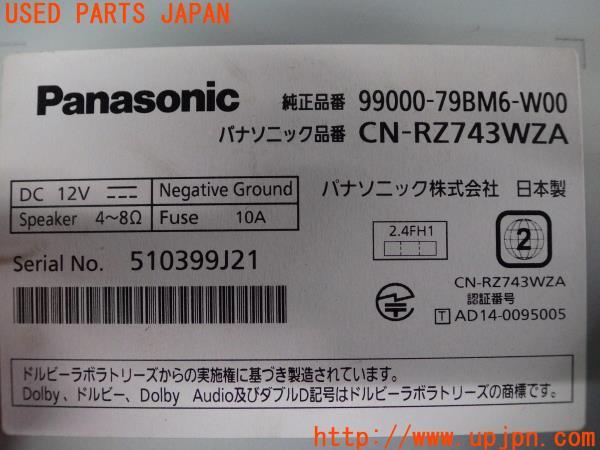 USED PARTS JAPAN
Panasonic
純正品番 99000-79BM6-W00
パナソニック品番 CN-RZ743WZA
DC 12V Negative Ground
Speaker 4～8Ω Fuse 10A
パナソニック株式会社 日本製
2.4FH1
2
Serial No. 510399J21
CN-RZ743WZA
認証番号
T AD14-0095005
ドルビーラボラトリーズからの実施権に基づき製造されています。
Dolby、ドルビー、Dolby Audio及びダブルD記号はドルビーラボラトリーズの商標です。
http://www.upjpn.com